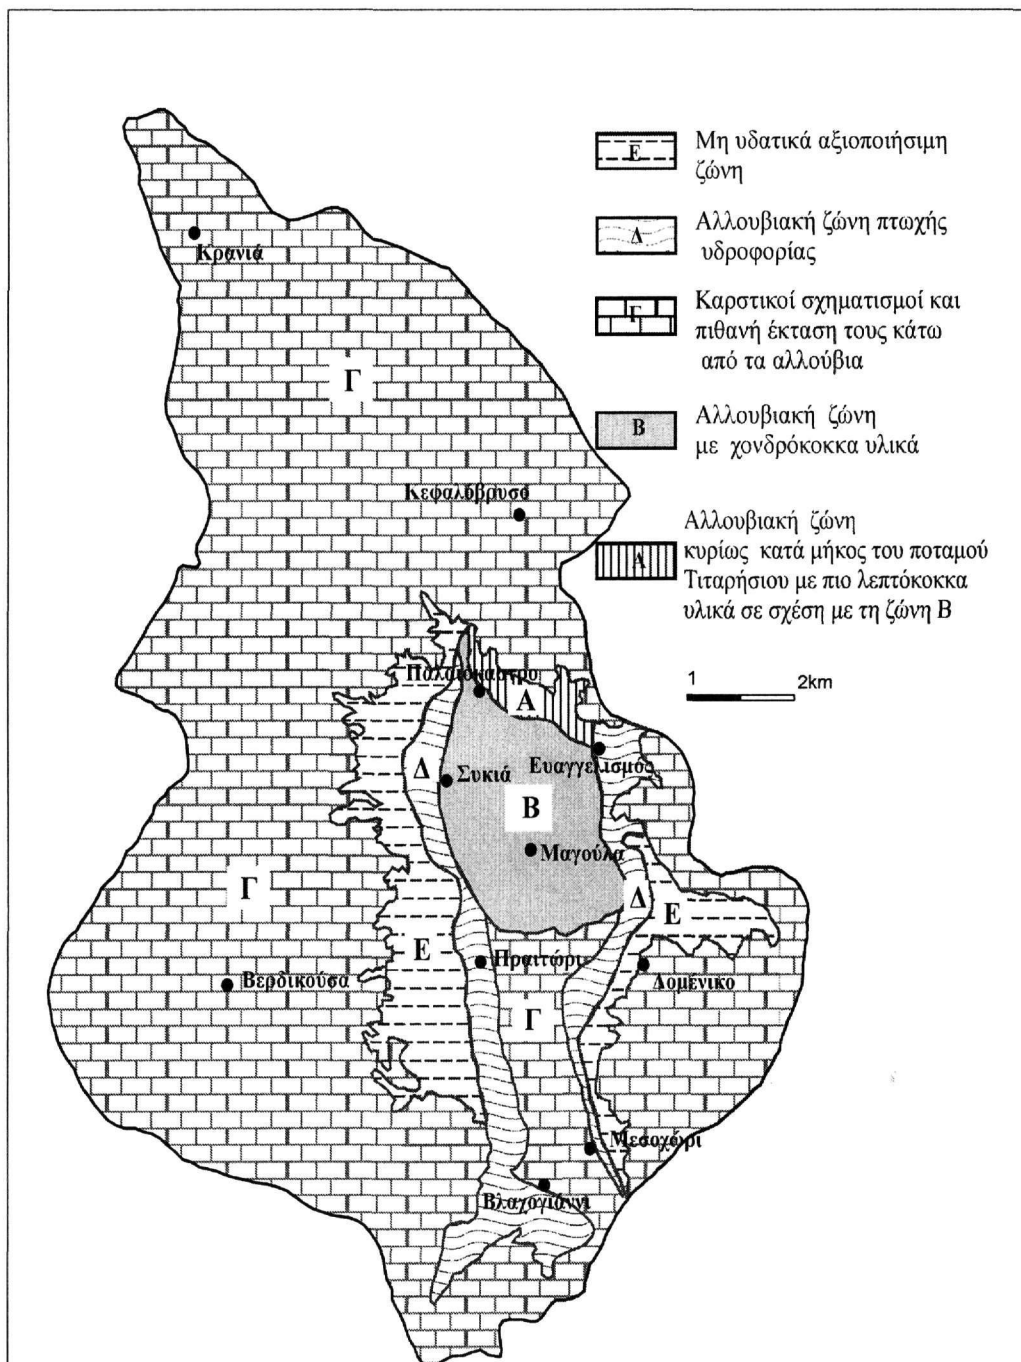 Ε
Μη υδατικά αξιοποιήσιμη
ζώνη
Δ
Αλλουβιακή ζώνη πτωχής
υδροφορίας
Γ
Καρστικοί σχηματισμοί και
πιθανή έκταση τους κάτω
από τα αλλούβια
Β
Αλλουβιακή ζώνη
με χονδρόκοκκα υλικά
Α
Αλλουβιακή ζώνη
κυρίως κατά μήκος του ποταμού
Τιταρήσιου με πιο λεπτόκοκκα
υλικά σε σχέση με τη ζώνη Β
1 2km
Κρανιά
Γ
Κεφαλόβρυσο
Παλαιόκαστρο
Α
Δ
Συκιά
Ευαγγελισμός
Β
Μαγούλα
Γ
Δ
Ε
Ε
Πραιτώρι
Δομένικο
Βερδικούσα
Γ
Μεσοχώρι
Βλαχογιάννι